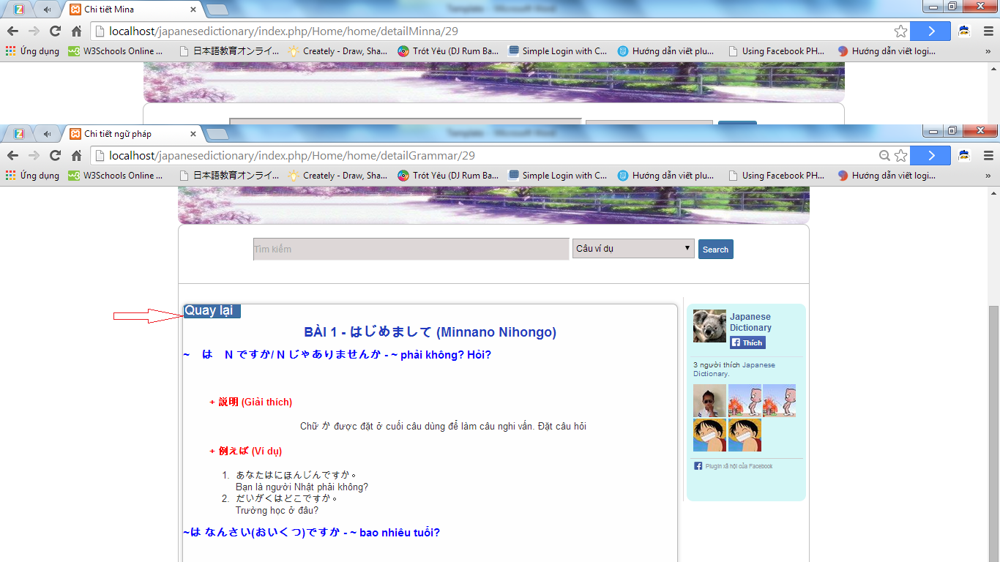 Chi tiết Mina
Template - Microsoft Word
localhost/japanesedictionary/index.php/Home/home/detailMinna/29
Ứng dụng W3Schools Online ... 日本語教育オンライ... Creately - Draw, Sha... Trót Yêu (DJ Rum Ba... Simple Login with C... Hướng dẫn viết plu... Using Facebook PH... Hướng dẫn viết logi... »
Chi tiết ngữ pháp
Template - Microsoft Word
localhost/japanesedictionary/index.php/Home/home/detailGrammar/29
Ứng dụng W3Schools Online ... 日本語教育オンライ... Creately - Draw, Sha... Trót Yêu (DJ Rum Ba... Simple Login with C... Hướng dẫn viết plu... Using Facebook PH... Hướng dẫn viết logi... »
Tìm kiếm Câu ví dụ Search
Quay lại
BÀI 1 - はじめまして (Minnano Nihongo)
~ は N ですか/ N じゃありませんか - ~ phải không? Hỏi?
+ 説明 (Giải thích)
Chữ か được đặt ở cuối câu dùng để làm câu nghi vấn. Đặt câu hỏi
+ 例えば (Ví dụ)
1. あなたはにほんじんですか。
Bạn là người Nhật phải không?
2. だいがくはどこですか。
Trường học ở đâu?
~は なんさい(おいくつ)ですか - ~ bao nhiêu tuổi?
Japanese
Dictionary
Thích
3 người thích Japanese
Dictionary.
Plugin xã hội của Facebook